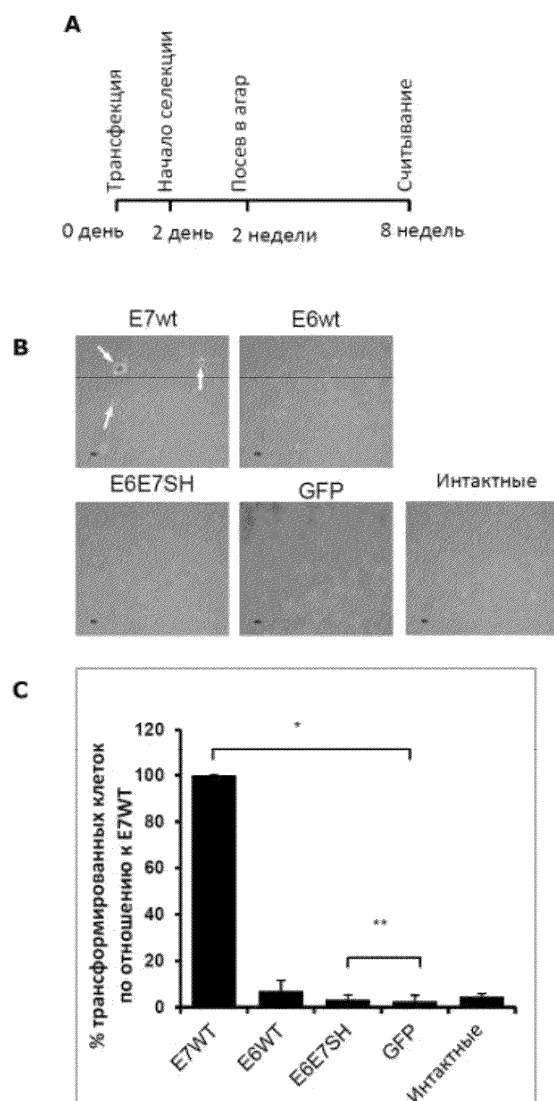 A
Трансфекция
Начало селекции
Посев в агар
Считывание
0 день
2 день
2 недели
8 недель
B
E7wt
E6wt
E6E7SH
GFP
Интактные
C
% трансформированных клеток
по отношению к E7WT
120
100
80
60
40
20
0
*
**
E7WT
E6WT
E6E7SH
GFP
Интактные